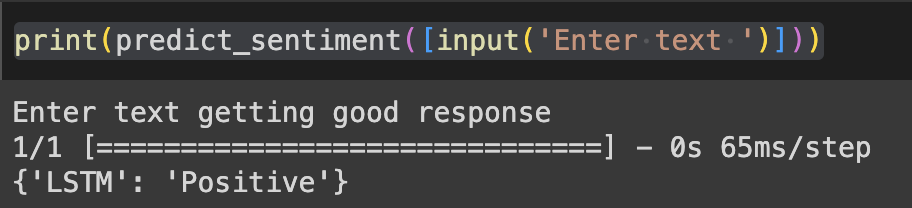 print(predict_sentiment([input('Enter text ')]))
Enter text getting good response
1/1 [==============================] - 0s 65ms/step
{'LSTM': 'Positive'}